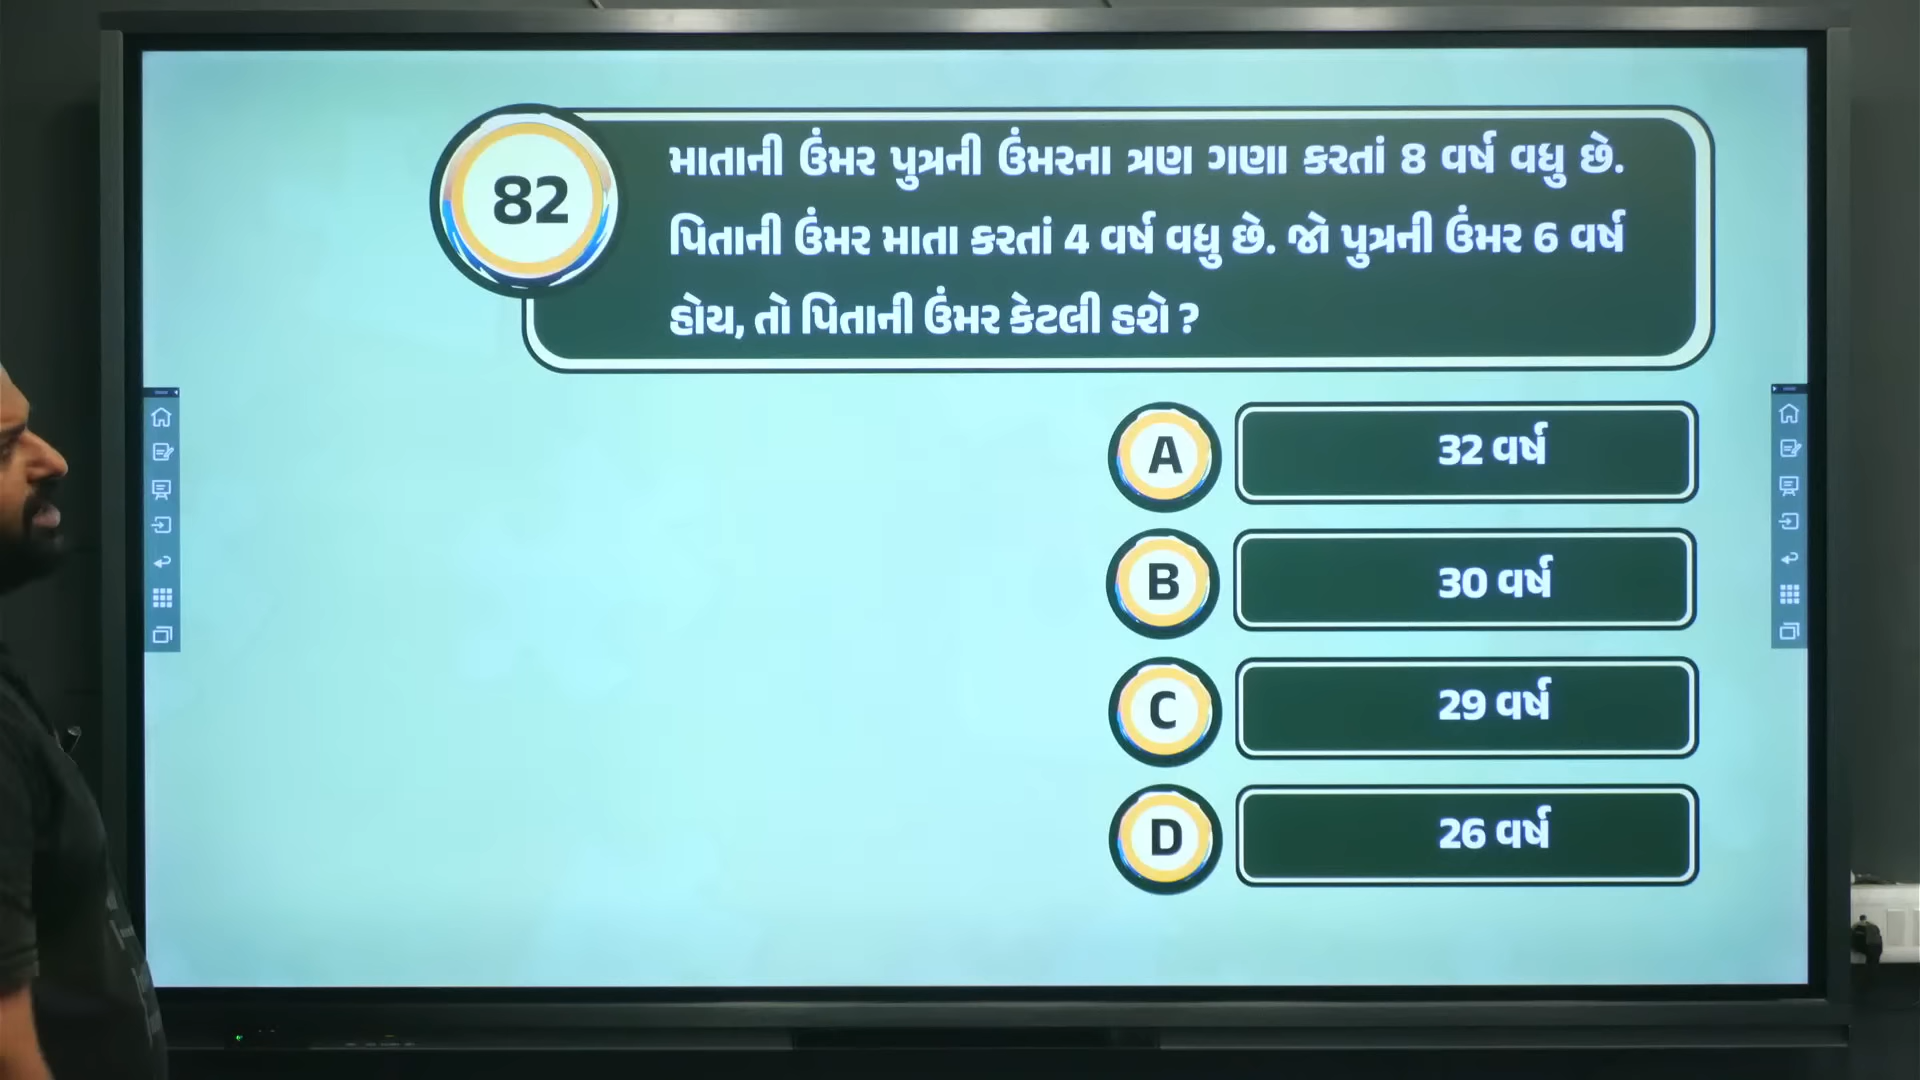 82
માતાની ઉંમર પુત્રની ઉંમરના ત્રણ ગણા કરતાં 8 વર્ષ વધુ છે.
પિતાની ઉંમર માતા કરતાં 4 વર્ષ વધુ છે. જો પુત્રની ઉંમર 6 વર્ષ
હોય, તો પિતાની ઉંમર કેટલી હશે ?
A 32 વર્ષ
B 30 વર્ષ
C 29 વર્ષ
D 26 વર્ષ